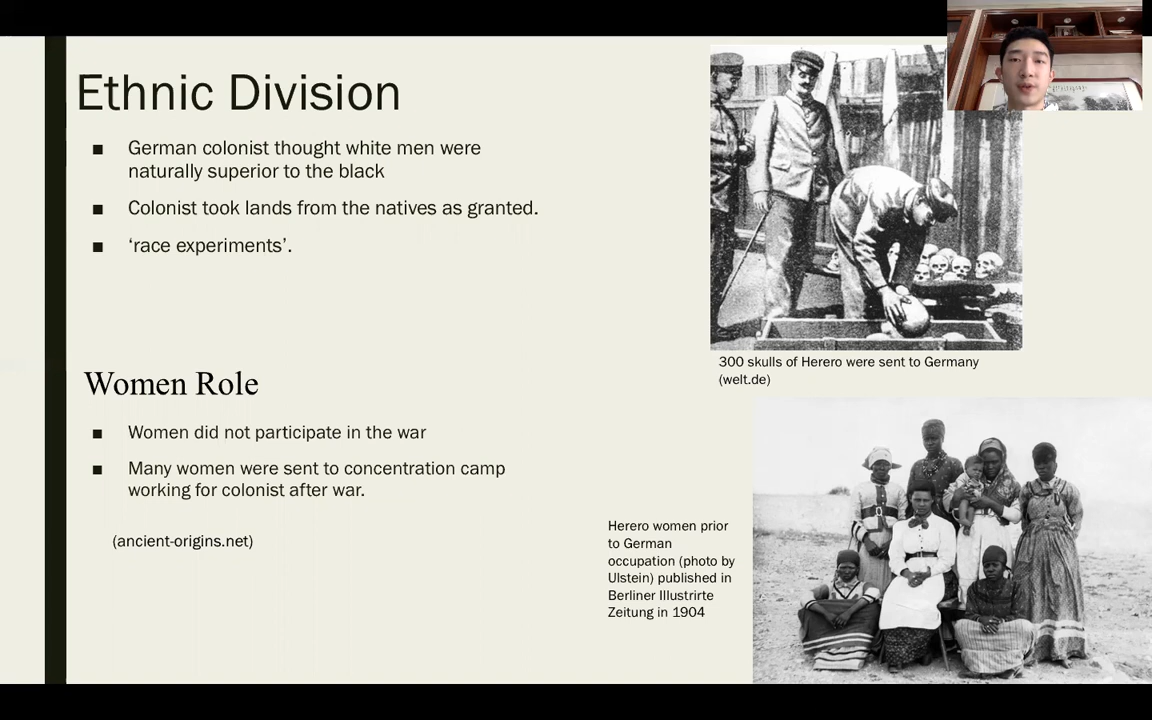 Ethnic Division
■ German colonist thought white men were
naturally superior to the black
■ Colonist took lands from the natives as granted.
■ ‘race experiments’.
300 skulls of Herero were sent to Germany
(welt.de)
Women Role
■ Women did not participate in the war
■ Many women were sent to concentration camp
working for colonist after war.
(ancient-origins.net)
Herero women prior
to German
occupation (photo by
Ulstein) published in
Berliner Illustrirte
Zeitung in 1904